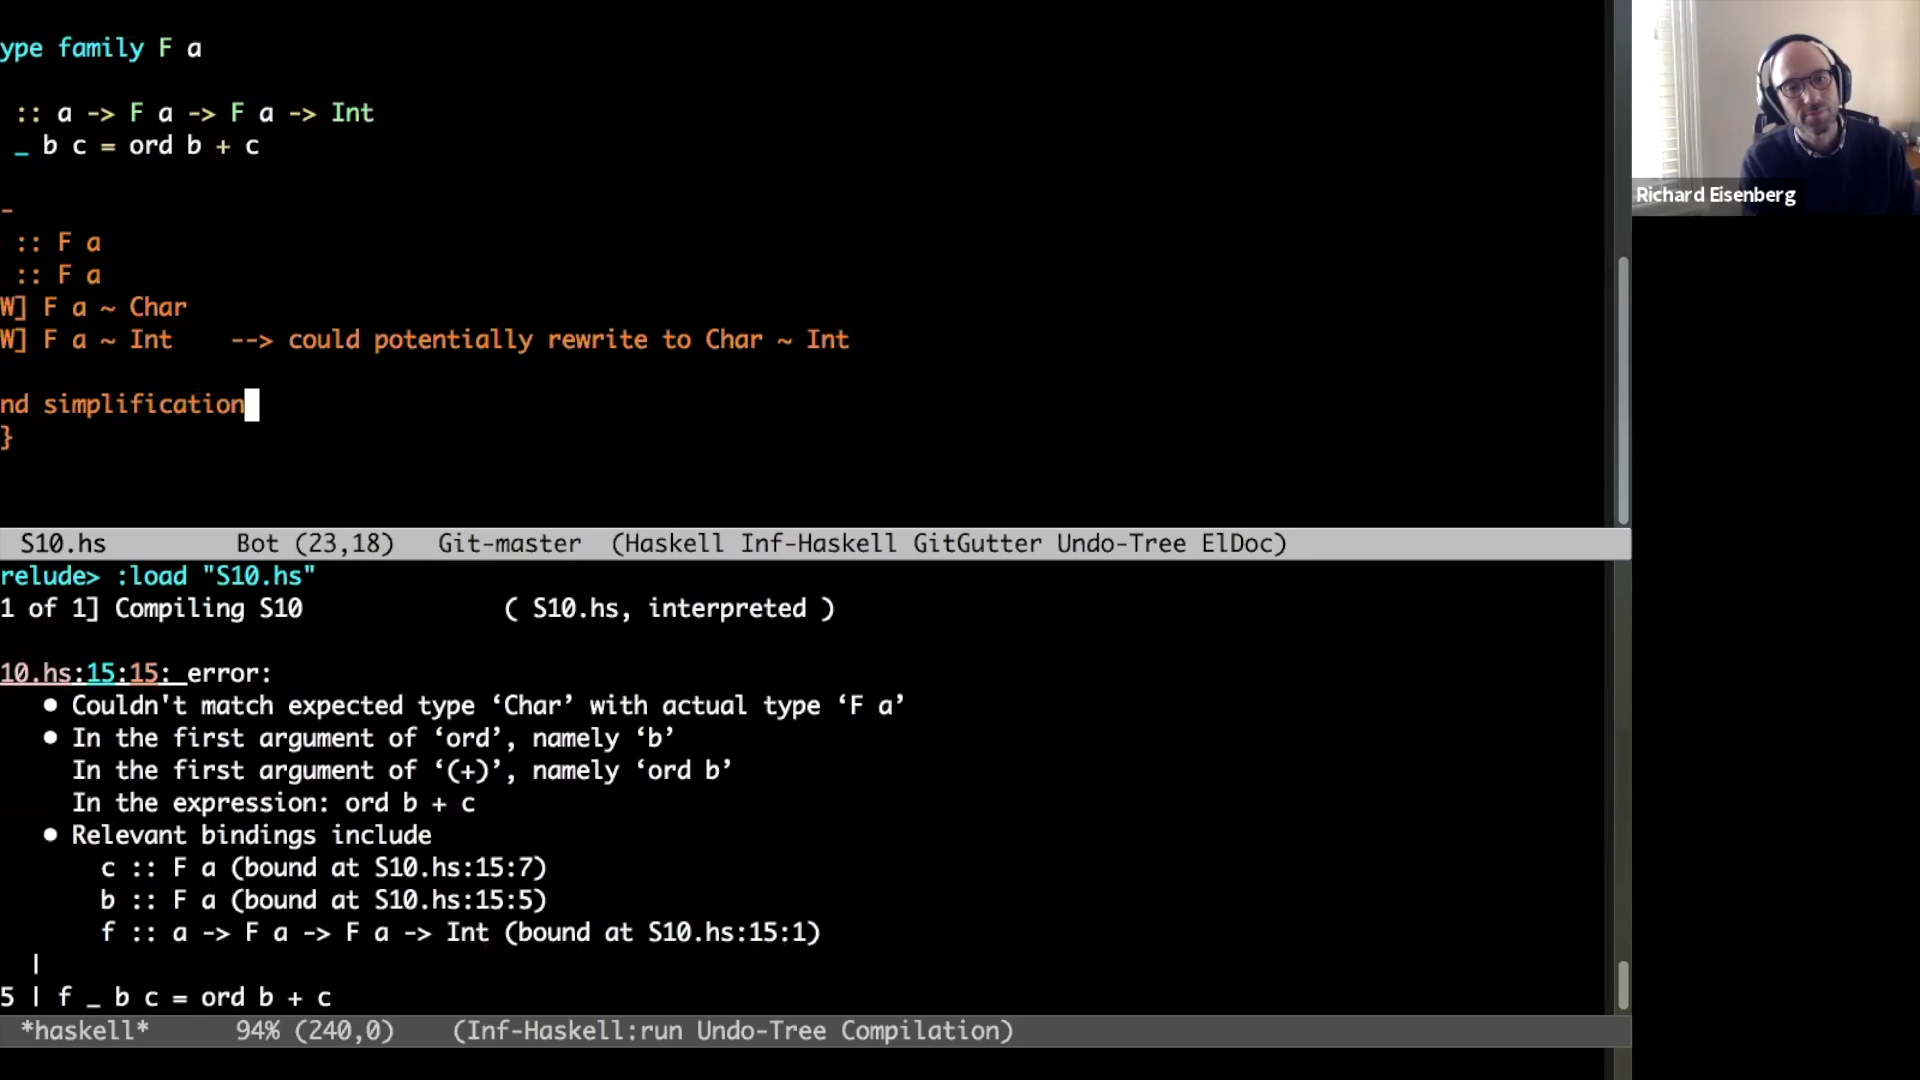 ype family F a
:: a -> F a -> F a -> Int
_ b c = ord b + c
-
:: F a
:: F a
W] F a ~ Char
W] F a ~ Int    --> could potentially rewrite to Char ~ Int
nd simplification
}
S10.hs    Bot (23,18)    Git-master    (Haskell Inf-Haskell GitGutter Undo-Tree ElDoc)
relude> :load "S10.hs"
1 of 1] Compiling S10    ( S10.hs, interpreted )
10.hs:15:15: error:
• Couldn't match expected type ‘Char’ with actual type ‘F a’
• In the first argument of ‘ord’, namely ‘b’
In the first argument of ‘(+)’, namely ‘ord b’
In the expression: ord b + c
• Relevant bindings include
c :: F a (bound at S10.hs:15:7)
b :: F a (bound at S10.hs:15:5)
f :: a -> F a -> F a -> Int (bound at S10.hs:15:1)
|
5 | f _ b c = ord b + c
*haskell*    94% (240,0)    (Inf-Haskell:run Undo-Tree Compilation)
Richard Eisenberg